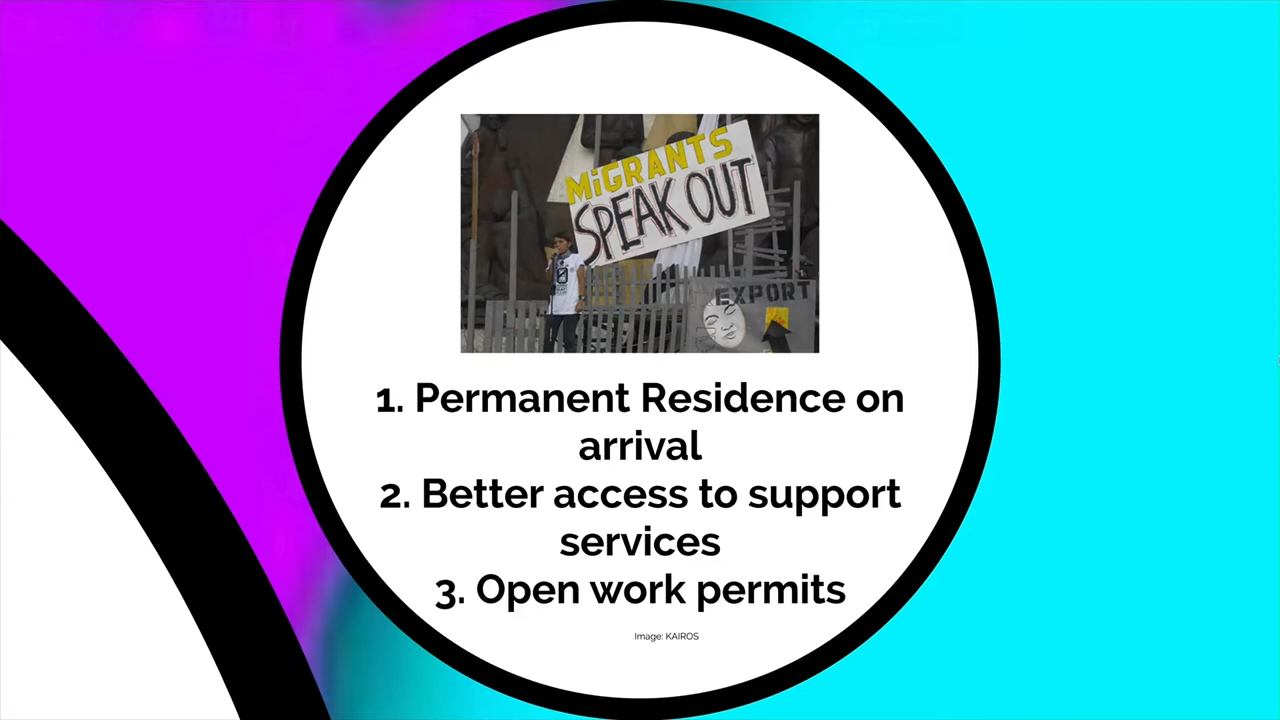 MiGRANTS
SPEAK OUT
EXPORT
1. Permanent Residence on
arrival
2. Better access to support
services
3. Open work permits
Image: KAIROS